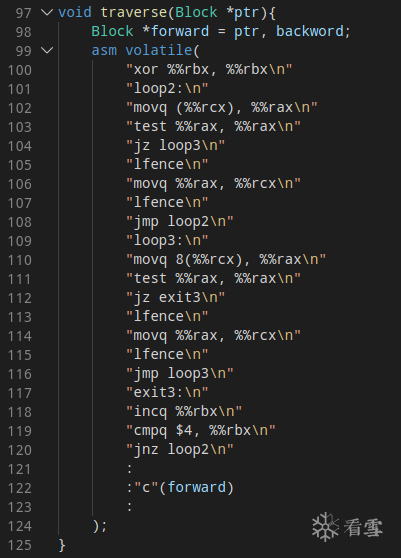 97 void traverse(Block *ptr){
98 Block *forward = ptr, backword;
99 asm volatile(
100 "xor %%rbx, %%rbx\n"
101 "loop2:\n"
102 "movq (%%rcx), %%rax\n"
103 "test %%rax, %%rax\n"
104 "jz loop3\n"
105 "lfence\n"
106 "movq %%rax, %%rcx\n"
107 "lfence\n"
108 "jmp loop2\n"
109 "loop3:\n"
110 "movq 8(%%rcx), %%rax\n"
111 "test %%rax, %%rax\n"
112 "jz exit3\n"
113 "lfence\n"
114 "movq %%rax, %%rcx\n"
115 "lfence\n"
116 "jmp loop3\n"
117 "exit3:\n"
118 "incq %%rbx\n"
119 "cmpq $4, %%rbx\n"
120 "jnz loop2\n"
121 :
122 :"c"(forward)
123 :
124 );
125 }
看雪